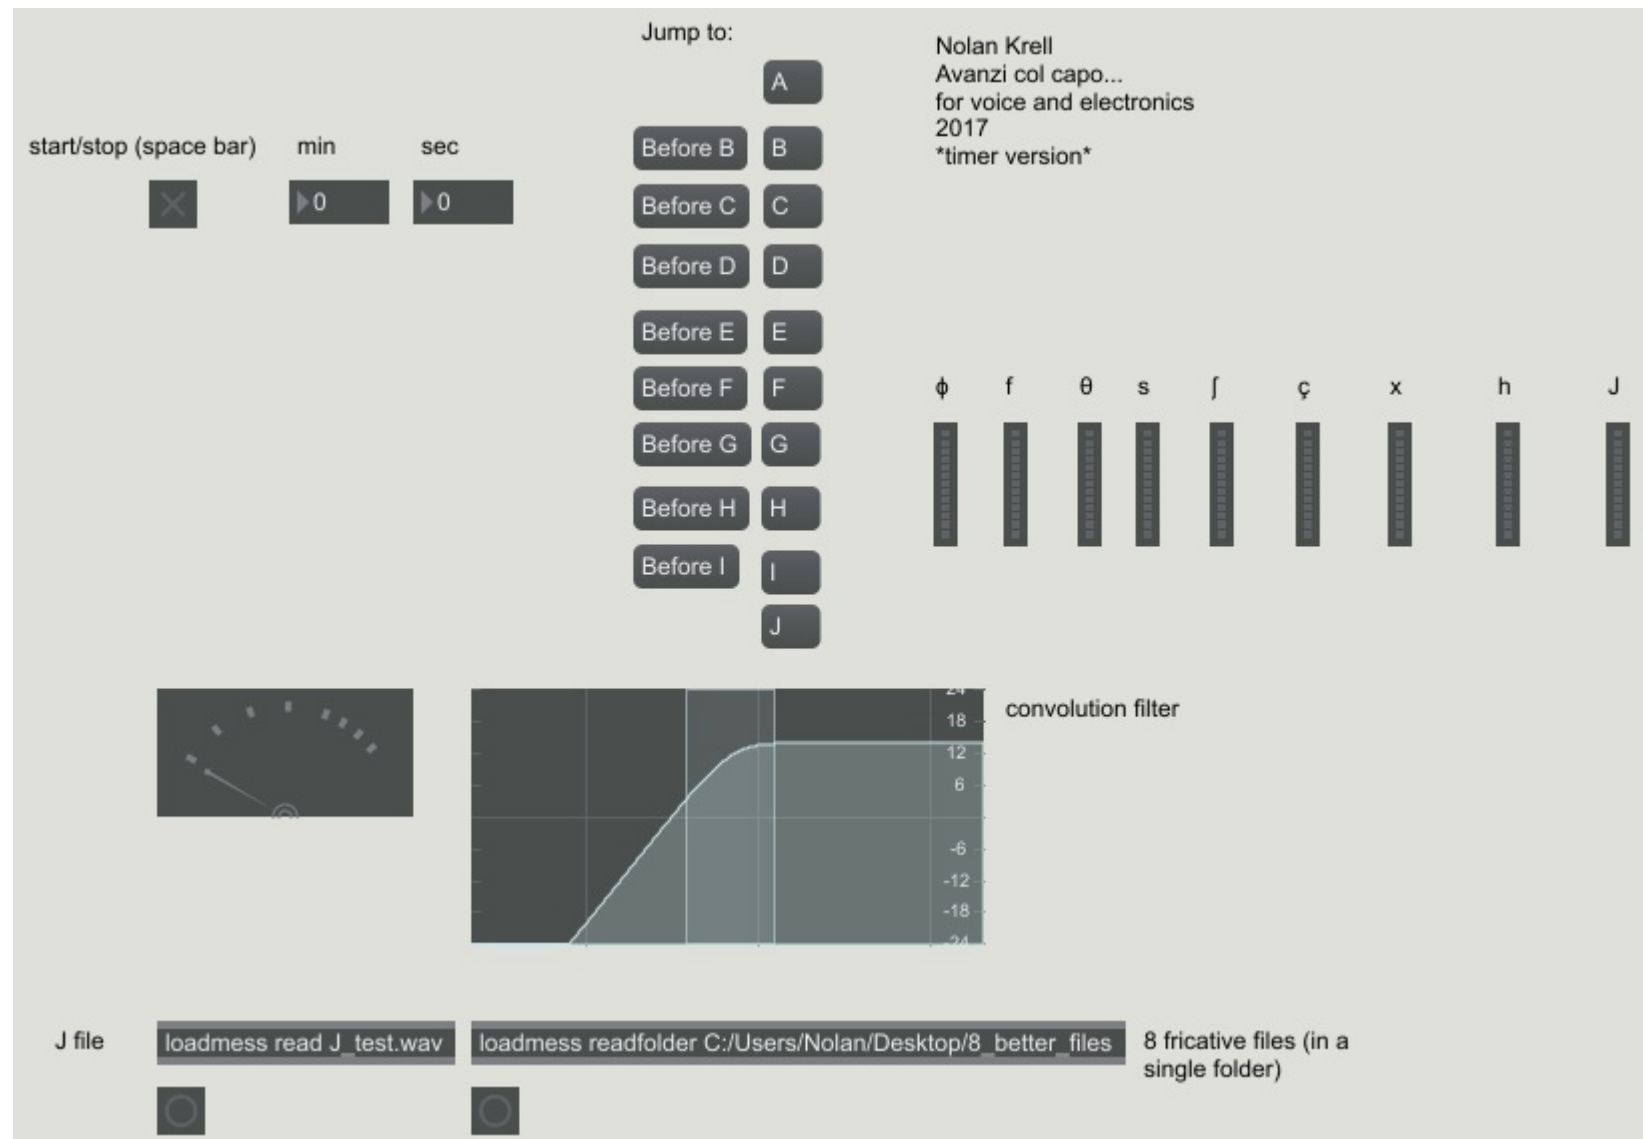 Jump to:
A
Nolan Krell
Avanzi col capo...
for voice and electronics
2017
*timer version*
start/stop (space bar)
min
sec
0
0
Before B
B
Before C
C
Before D
D
Before E
E
Before F
F
Before G
G
Before H
H
Before I
I
J
ɸ f θ s ʃ ç x h J
24
18
12
6
-6
-12
-18
-24
convolution filter
J file
loadmess read J_test.wav
loadmess readfolder C:/Users/Nolan/Desktop/8_better_files
8 fricative files (in a
single folder)